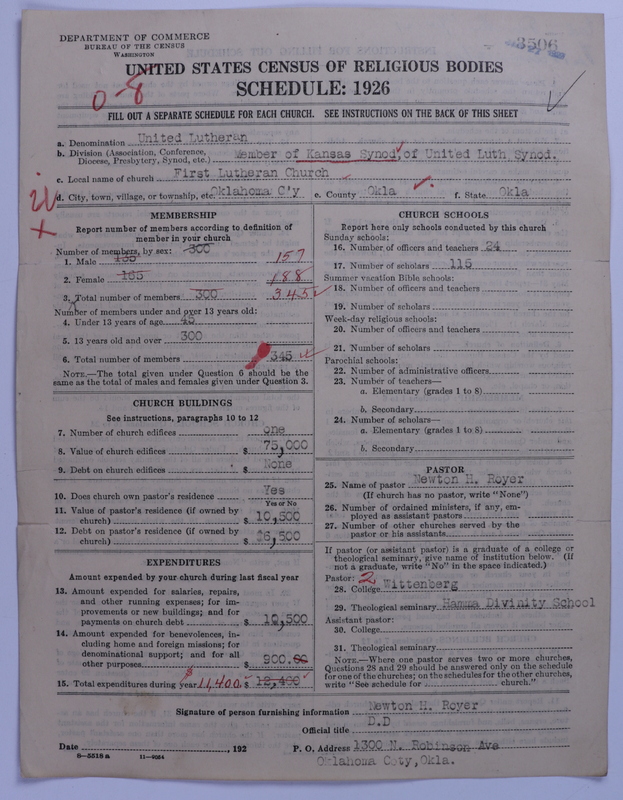 DEPARTMENT OF COMMERCE
BUREAU OF THE CENSUS
WASHINGTON
3506
UNITED STATES CENSUS OF RELIGIOUS BODIES
SCHEDULE: 1926
0-8
FILL OUT A SEPARATE SCHEDULE FOR EACH CHURCH. SEE INSTRUCTIONS ON THE BACK OF THIS SHEET
a. Denomination United Lutheran
b. Division (Association, Conference, Diocese, Presbytery, Synod, etc.) Member of Kansas Synod, of United Luth Synod.
c. Local name of church First Lutheran Church
d. City, town, village, or township, etc. Oklahoma C'y e. County Okla f. State Okla
MEMBERSHIP
Report number of members according to definition of
member in your church
Number of members, by sex: 300
1. Male 135 157
2. Female 165 188
3. Total number of members 300 345
Number of members under and over 13 years old:
4. Under 13 years of age 45
5. 13 years old and over 300
6. Total number of members 345
NOTE.—The total given under Question 6 should be the
same as the total of males and females given under Question 3.
CHURCH BUILDINGS
See instructions, paragraphs 10 to 12
7. Number of church edifices one
8. Value of church edifices $ 75,000
9. Debt on church edifices $ None
10. Does church own pastor's residence Yes
Yes or No
11. Value of pastor's residence (if owned by
church) $ 10,500
12. Debt on pastor's residence (if owned by
church) $ 6,500
EXPENDITURES
Amount expended by your church during last fiscal year
13. Amount expended for salaries, repairs,
and other running expenses; for im-
provements or new buildings; and for
payments on church debt $ 10,500
14. Amount expended for benevolences, in-
cluding home and foreign missions; for
denominational support; and for all
other purposes $ 900.00
15. Total expenditures during year $ 11,400. $ 12,400
CHURCH SCHOOLS
Report here only schools conducted by this church
Sunday schools:
16. Number of officers and teachers 24
17. Number of scholars 115
Summer vacation Bible schools:
18. Number of officers and teachers
19. Number of scholars
Week-day religious schools:
20. Number of officers and teachers
21. Number of scholars
Parochial schools:
22. Number of administrative officers
23. Number of teachers—
a. Elementary (grades 1 to 8)
b. Secondary
24. Number of scholars—
a. Elementary (grades 1 to 8)
b. Secondary
PASTOR
25. Name of pastor Newton H. Royer
(If church has no pastor, write "None")
26. Number of ordained ministers, if any, em-
ployed as assistant pastors
27. Number of other churches served by the
pastor or his assistants
If pastor (or assistant pastor) is a graduate of a college or
theological seminary, give name of institution below. (If
not a graduate, write "No" in the space indicated.)
Pastor: 2
28. College Wittenberg
29. Theological seminary Hamma Divinity School
Assistant pastor:
30. College
31. Theological seminary
NOTE.—Where one pastor serves two or more churches,
Questions 28 and 29 should be answered only on the schedule
for one of the churches; on the schedules for the other churches,
write "See schedule for church."
Signature of person furnishing information Newton H. Royer
Official title D.D
Date , 192 P. O. Address 1300 N. Robinson Ave
8-5518a 11-9054 Oklahoma Coty, Okla.